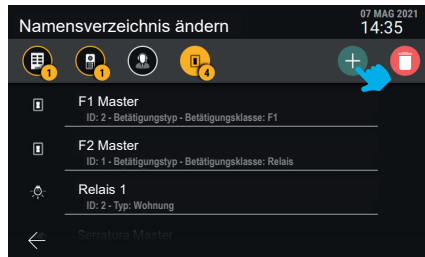 Namensverzeichnis ändern
07 MAG 2021
14:35
1
1
4
F1 Master
ID: 2 - Betätigungstyp - Betätigungsklasse: F1
F2 Master
ID: 1 - Betätigungstyp - Betätigungsklasse: Relais
Relais 1
ID: 2 - Typ: Wohnung
Serratura Master